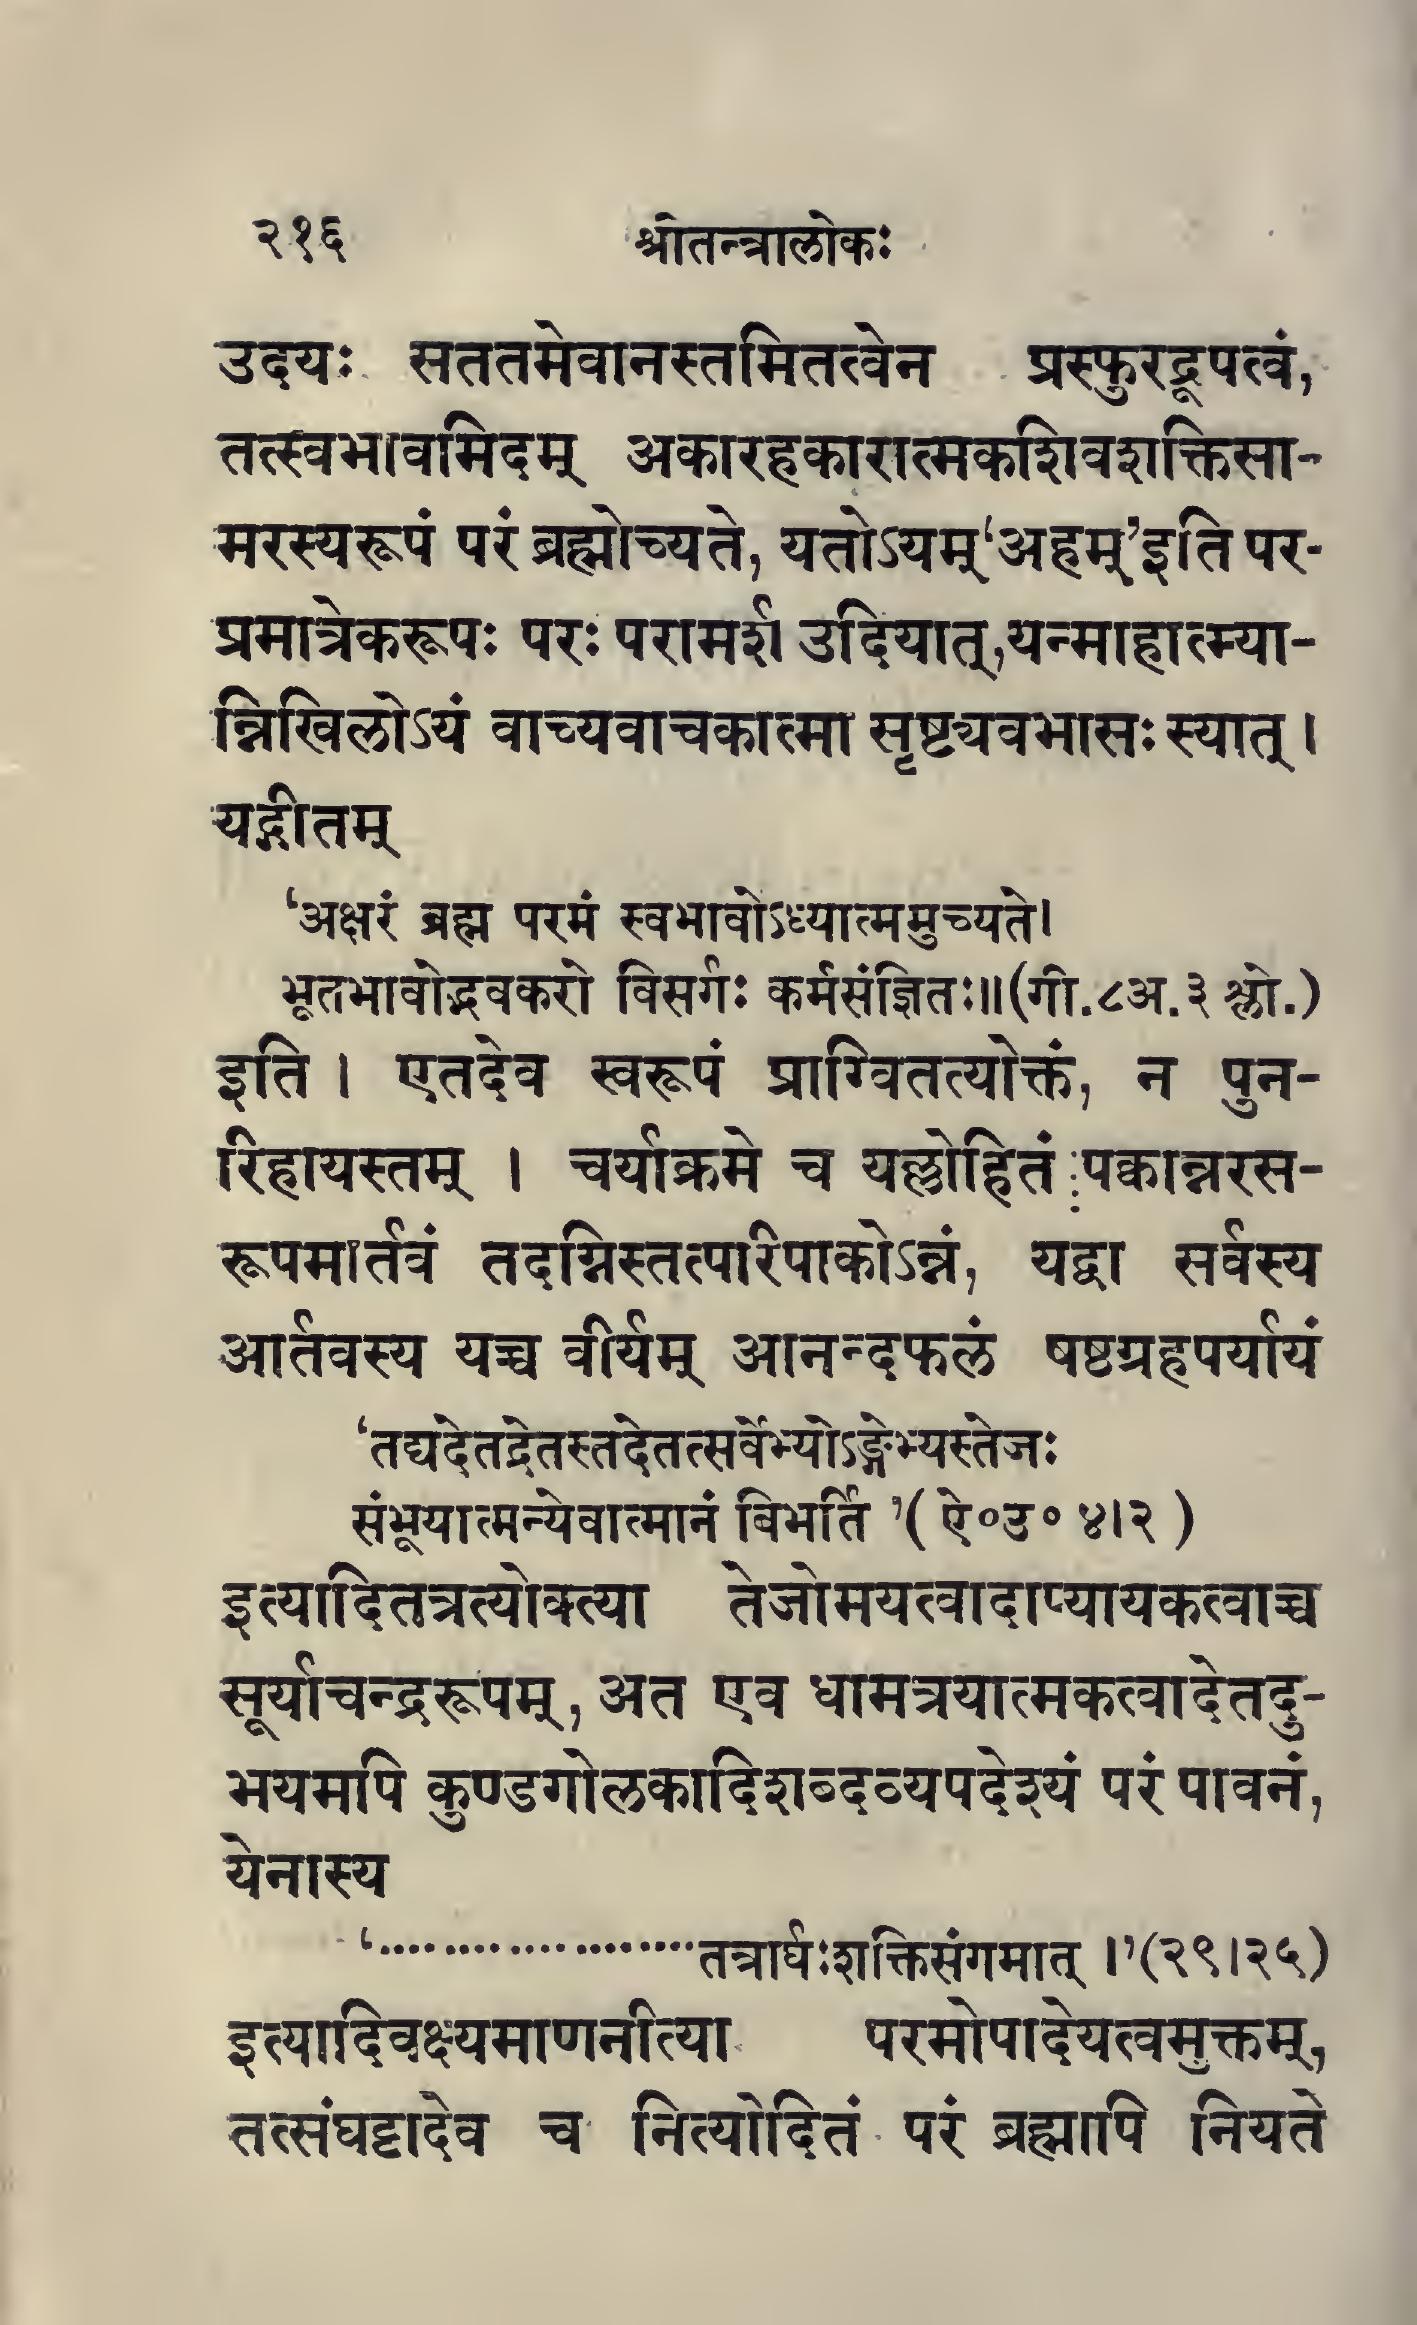 २१६ श्रीतन्त्रालोकः
उदयः सततमेवानस्तमितत्वेन प्रस्फुरद्रूपत्वं,
तत्स्वभावमिदम् अकारहकारात्मकशिवशक्तिसा-
मरस्यरूपं परं ब्रह्मोच्यते, यतोऽयम् ‘अहम्’ इति पर-
प्रमात्रेकरूपः परः परामर्श उदियात्, यन्माहात्म्या-
न्निखिलोऽयं वाच्यवाचकात्मा सृष्ट्यवभासः स्यात् ।
यद्गीतम्
‘अक्षरं ब्रह्म परमं स्वभावोऽध्यात्ममुच्यते।
भूतभावोद्भवकरो विसर्गः कर्मसंज्ञितः॥(गी.८अ.३ श्लो.)
इति । एतदेव स्वरूपं प्राग्वितत्योक्तं, न पुन-
रिहायस्तम् । चर्याक्रमे च यल्लोहितं पक्वान्नरस-
रूपमार्तवं तदग्निस्तत्परिपाकोऽन्नं, यद्वा सर्वस्य
आर्तवस्य यच्च वीर्यम् आनन्दफलं षष्ठग्रहपर्यायं
‘तद्यदेतद्रेतस्तदेतत्सर्वेभ्योऽङ्गेभ्यस्तेजः
संभूयात्मन्येवात्मानं बिभर्ति ’( ऐ०उ० ४।२ )
इत्यादितत्रत्योक्त्या तेजोमयत्वादाप्यायकत्वाच्च
सूर्याचन्द्ररूपम्, अत एव धामत्रयात्मकत्वादेतदु-
भयमपि कुण्डगोलकादिशब्दव्यपदेश्यं परं पावनं,
येनास्य
‘.....................तत्रार्घःशक्तिसंगमात् ।’(२९।२५)
इत्यादिवक्ष्यमाणनीत्या परमोपादेयत्वमुक्तम्,
तत्संघट्टादेव च नित्योदितं परं ब्रह्मापि नियते